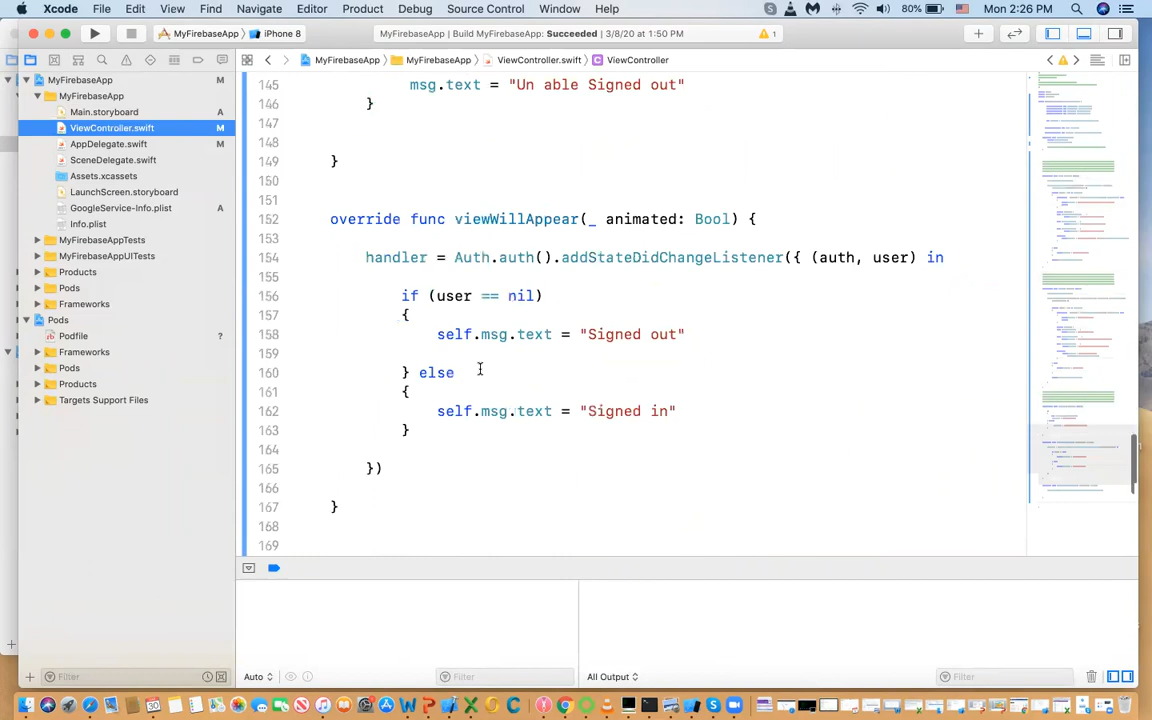 Xcode File Edit View Find Navigate Editor Product Debug Source Control Window Help 80% Mon 2:26 PM
MyFirebaseApp iPhone 8 MyFirebaseApp | Build MyFirebaseApp: Succeeded | 3/8/20 at 1:50 PM 1
MyFirebaseApp M
MyFirebaseApp
Main.storyboard A
ViewController.swift M
AppDelegate.swift M
SceneDelegate.swift
Assets.xcassets
LaunchScreen.storyboard
GoogleService-Info.plist A
Info.plist
MyFirebaseAppTests
MyFirebaseAppUITests
Products
Pods
Frameworks
Pods
Podfile ?
Frameworks
Pods
Products
Targets Support Files
Filter
MyFirebaseApp MyFirebaseApp ViewController.swift C ViewController
145 msg.text = "Un able Signed out"
146 }
147
148
149 }
150
151
152 override func viewWillAppear(_ animated: Bool) {
153
154 handler = Auth.auth().addStateDidChangeListener({ (auth, user) in
155
156 if (user == nil)
157 {
158 self.msg.text = "Signed out"
159
160 } else
161 {
162 self.msg.text = "Signed in"
163 }
164
165 })
166
167 }
168
169
Auto Filter All Output Filter